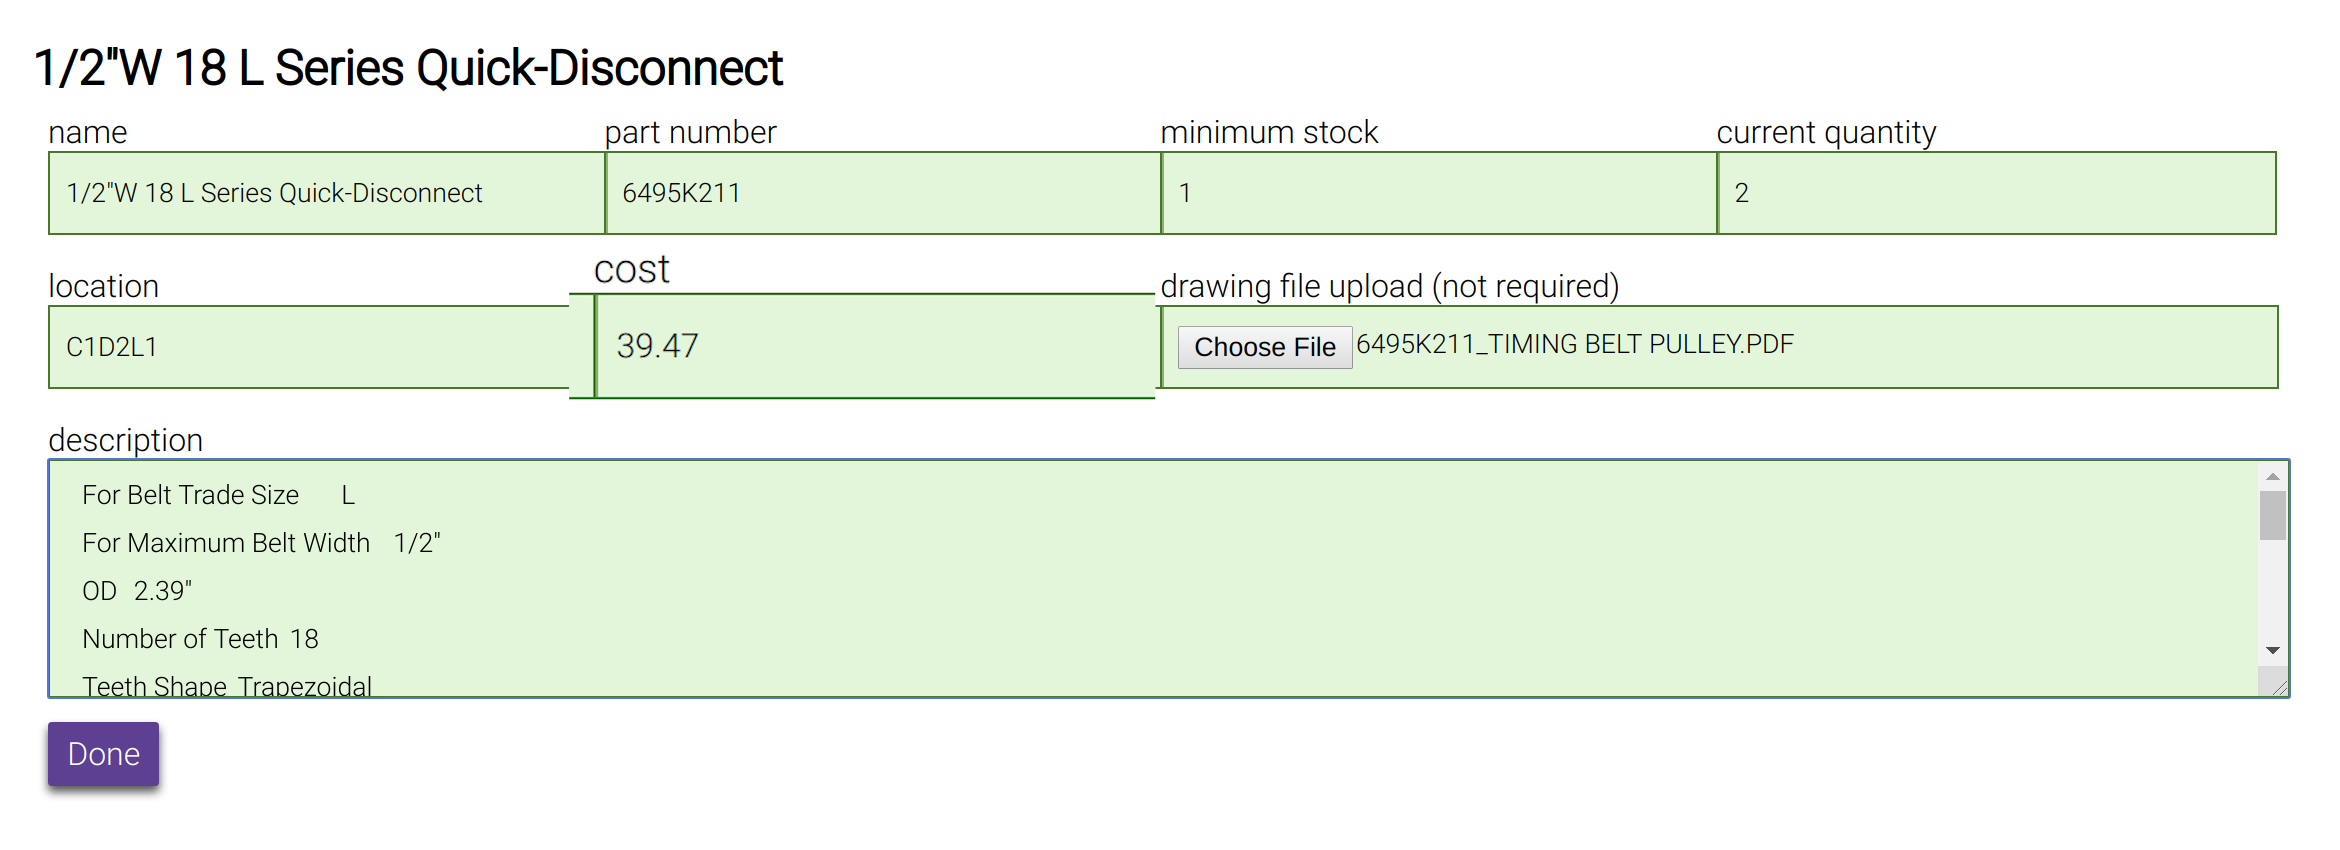 1/2"W 18 L Series Quick-Disconnect
name part number minimum stock current quantity
1/2"W 18 L Series Quick-Disconnect 6495K211 1 2
location cost drawing file upload (not required)
C1D2L1 39.47 Choose File 6495K211_TIMING BELT PULLEY.PDF
description
For Belt Trade Size L
For Maximum Belt Width 1/2"
OD 2.39"
Number of Teeth 18
Teeth Shape Trapezoidal
Done